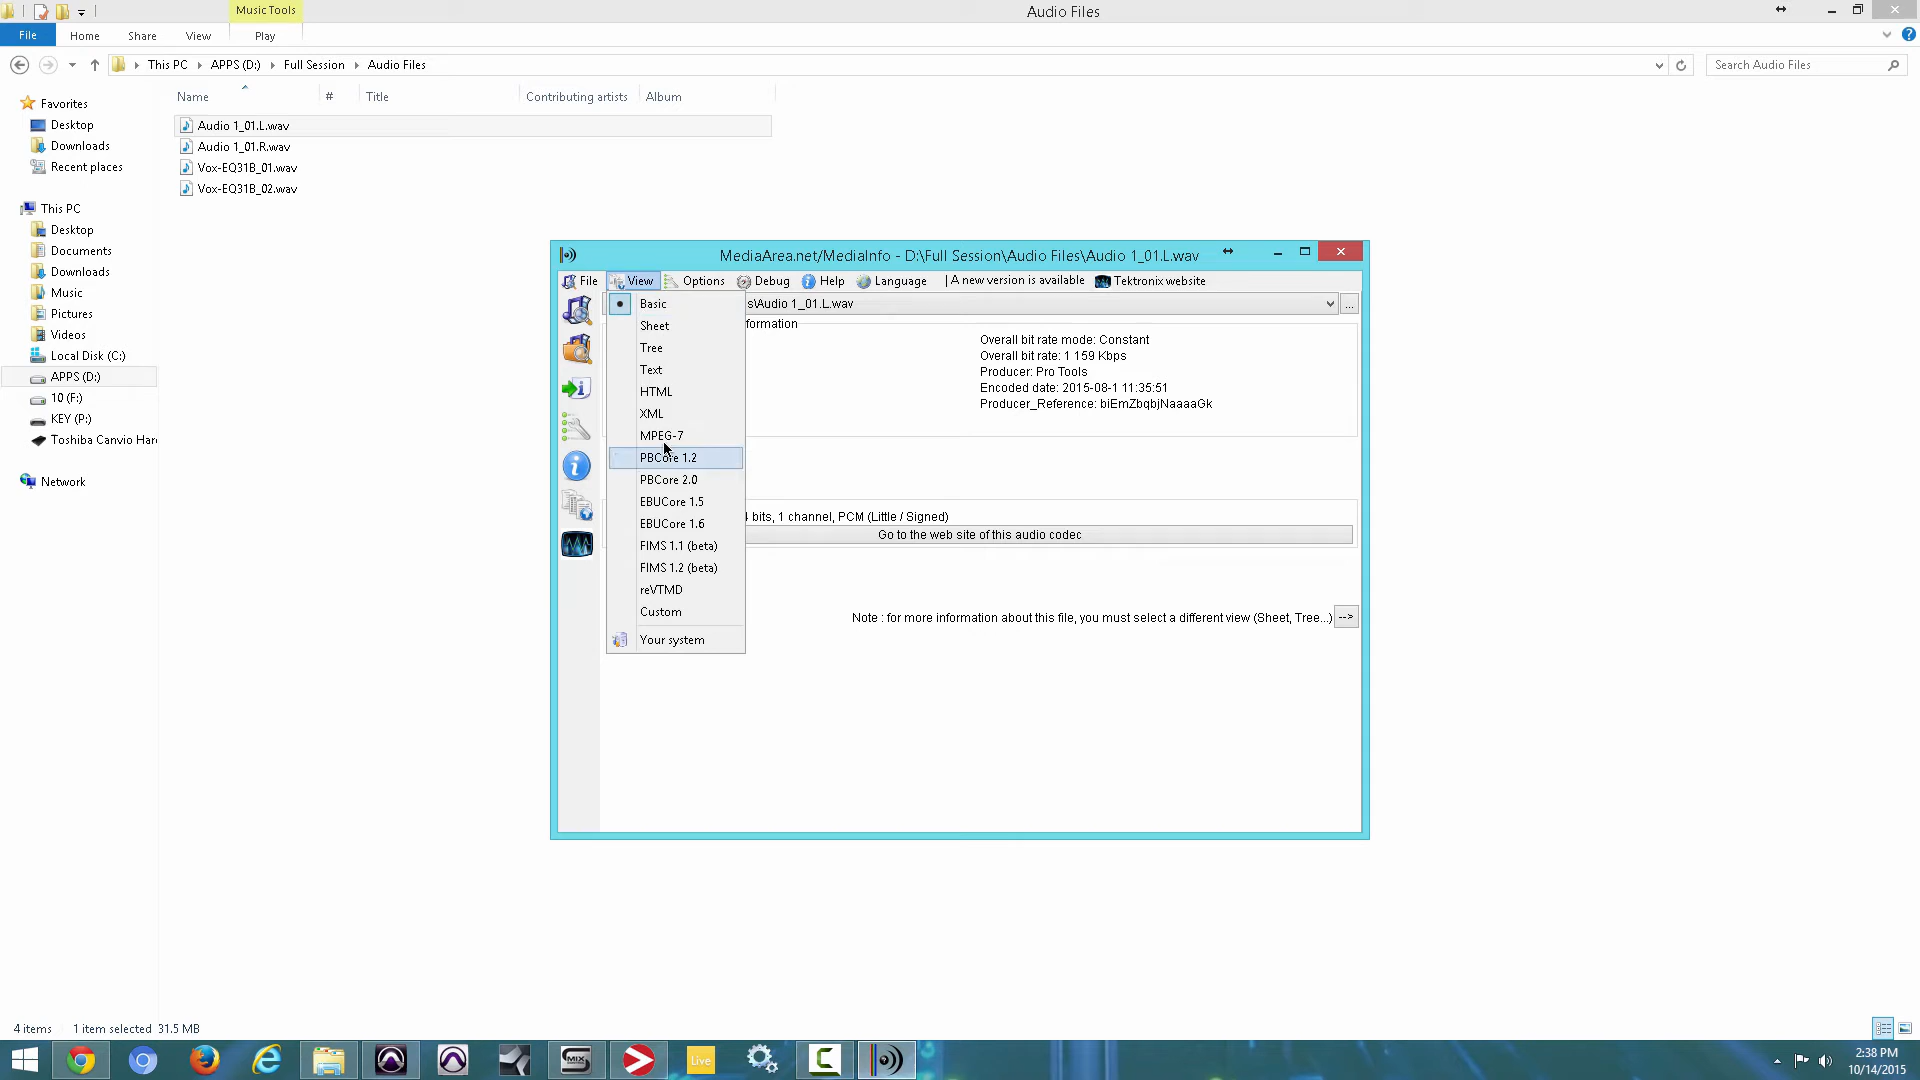 Music Tools
Audio Files
File
Home
Share
View
Play
This PC
APPS (D:)
Full Session
Audio Files
Search Audio Files
Name
#
Title
Contributing artists
Album
Favorites
Desktop
Downloads
Recent places
This PC
Desktop
Documents
Downloads
Music
Pictures
Videos
Local Disk (C:)
APPS (D:)
10 (F:)
KEY (P:)
Toshiba Canvio Har
Network
Audio 1_01.L.wav
Audio 1_01.R.wav
Vox-EQ31B_01.wav
Vox-EQ31B_02.wav
MediaArea.net/MediaInfo - D:\Full Session\Audio Files\Audio 1_01.L.wav
File
View
Options
Debug
Help
Language
| A new version is available
Tektronix website
s\Audio 1_01.L.wav
...
formation
Basic
Sheet
Tree
Text
HTML
XML
MPEG-7
PBCore 1.2
PBCore 2.0
EBUCore 1.5
EBUCore 1.6
FIMS 1.1 (beta)
FIMS 1.2 (beta)
reVTMD
Custom
Your system
Overall bit rate mode: Constant
Overall bit rate: 1 159 Kbps
Producer: Pro Tools
Encoded date: 2015-08-1 11:35:51
Producer_Reference: biEmZbqbjNaaaaGk
bits, 1 channel, PCM (Little / Signed)
Go to the web site of this audio codec
Note : for more information about this file, you must select a different view (Sheet, Tree...)
-->
4 items
1 item selected 31.5 MB
MIX
Live
2:38 PM
10/14/2015